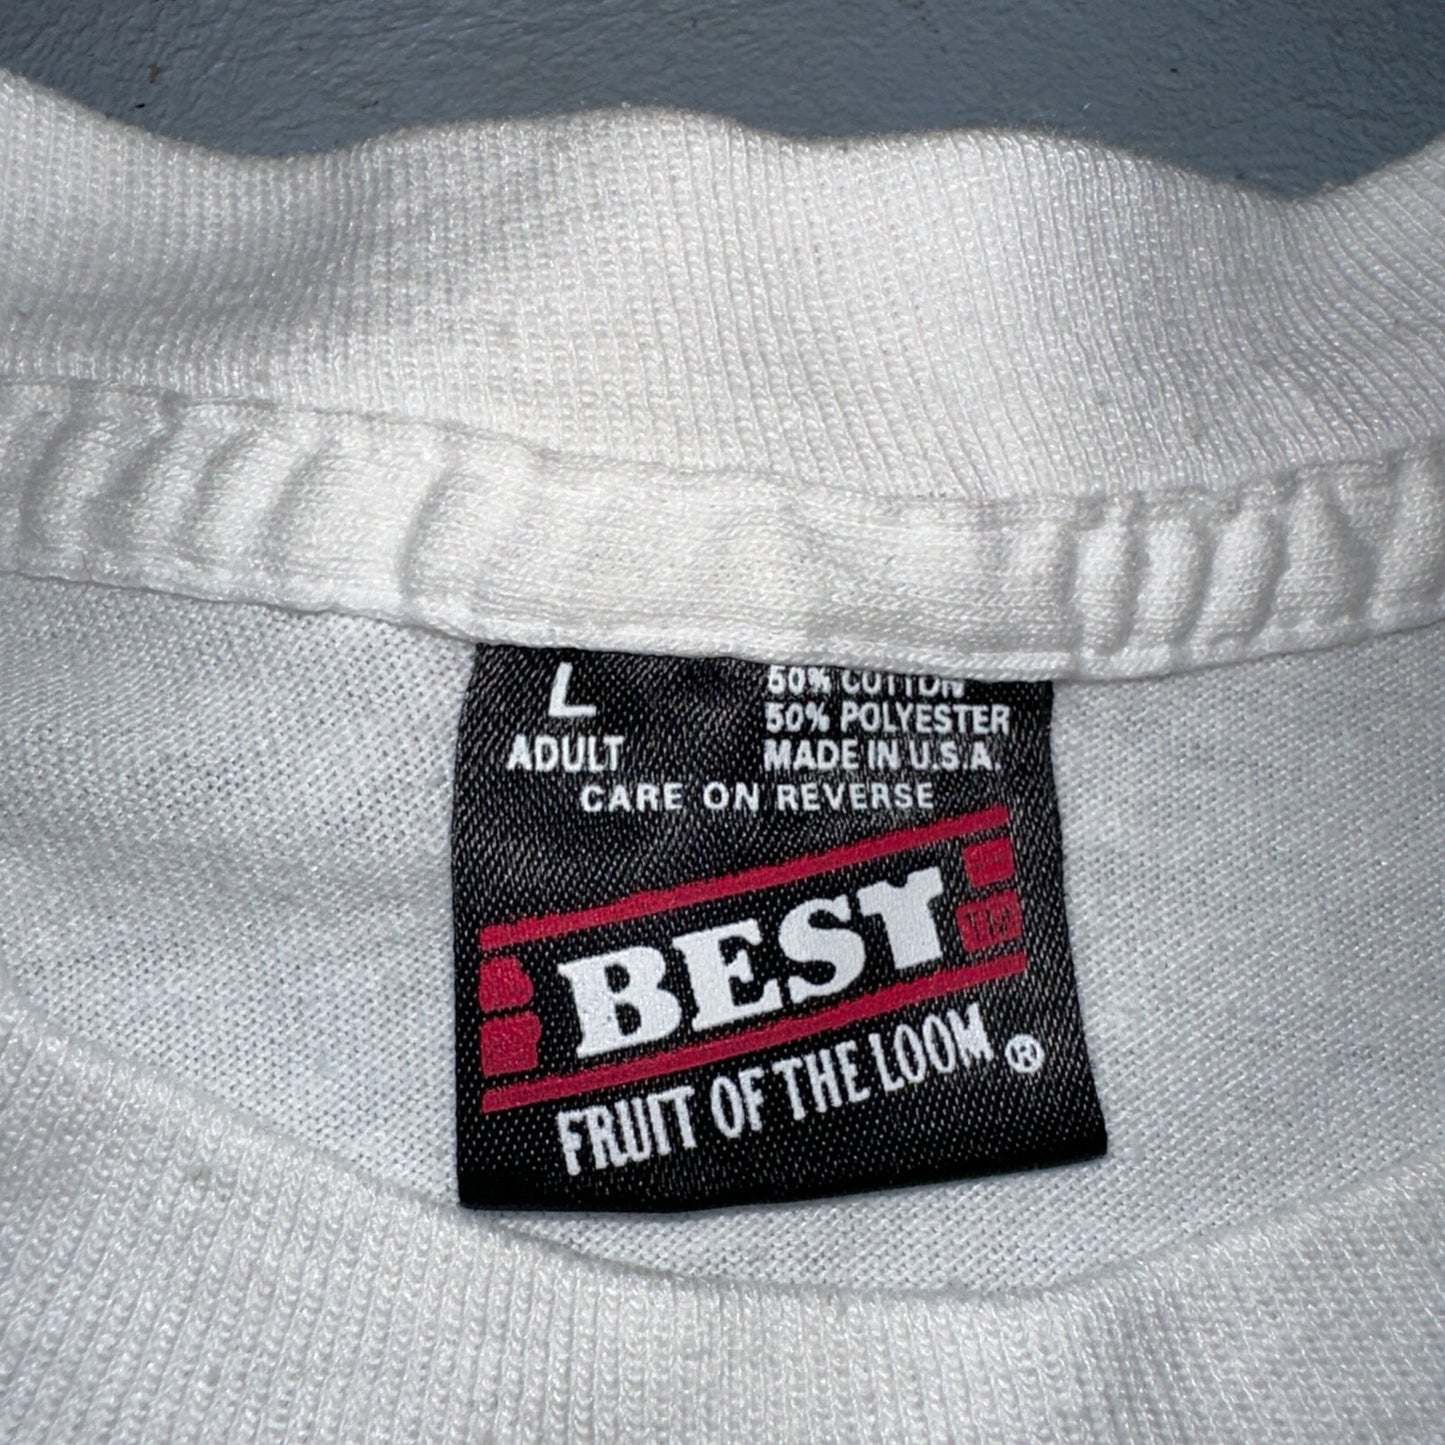 L
ADULT
50% COTTON
50% POLYESTER
MADE IN U.S.A.
CARE ON REVERSE
BEST
FRUIT OF THE LOOM ®